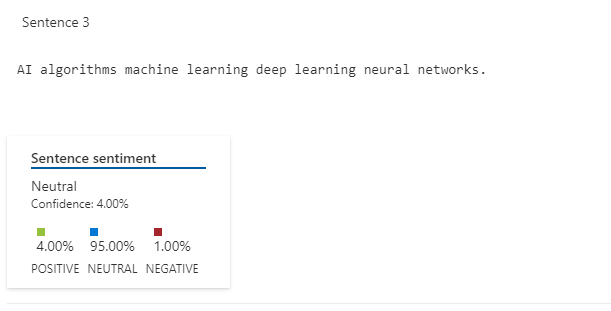 Sentence 3
AI algorithms machine learning deep learning neural networks.
Sentence sentiment
Neutral
Confidence: 4.00%
4.00% 95.00% 1.00%
POSITIVE NEUTRAL NEGATIVE